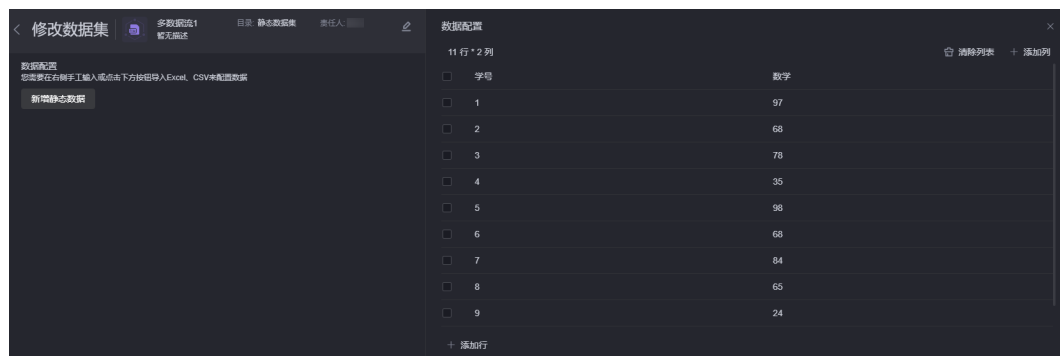 修改数据集
多数据流1
暂无描述
目录: 静态数据集
责任人:
数据配置
您需要在右侧手工输入或点击下方按钮导入Excel、CSV来配置数据
新增静态数据
数据配置
11 行 * 2 列
清除列表
添加列
学号 数学
1 97
2 68
3 78
4 35
5 98
6 68
7 84
8 65
9 24
添加行